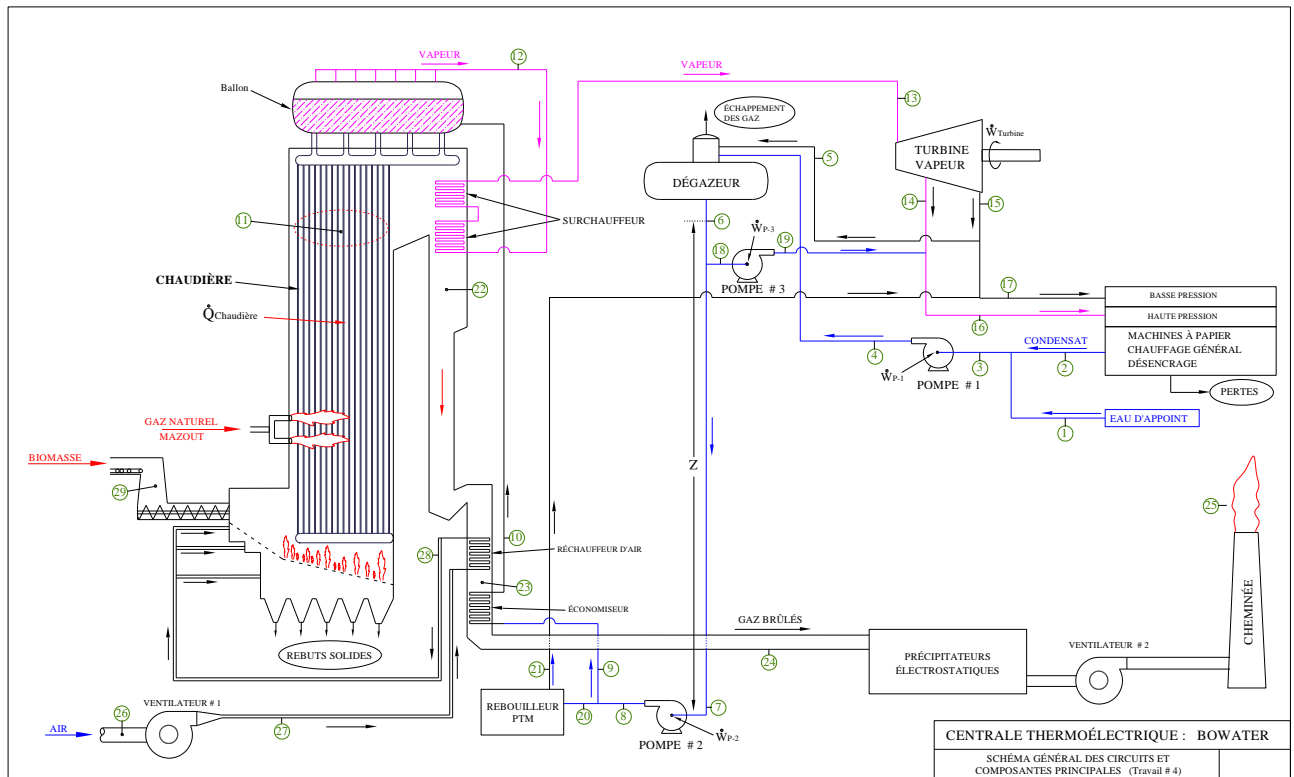 VAPEUR
12
Ballon
VAPEUR
13
ÉCHAPPEMENT
DES GAZ
ẆTurbine
TURBINE
VAPEUR
5
DÉGAZEUR
14
15
SURCHAUFFEUR
6
ẆP-3
19
18
11
CHAUDIÈRE
POMPE # 3
22
17
BASSE PRESSION
Q̇Chaudière
HAUTE PRESSION
16
MACHINES À PAPIER
CHAUFFAGE GÉNÉRAL
DÉSENCRAGE
CONDENSAT
4
3
2
ẆP-1
POMPE # 1
PERTES
GAZ NATUREL
MAZOUT
EAU D'APPOINT
1
BIOMASSE
Z
29
25
10
28
RÉCHAUFFEUR D'AIR
23
ÉCONOMISEUR
CHEMINÉE
GAZ BRÛLÉS
REBUTS SOLIDES
24
PRÉCIPITATEURS
ÉLECTROSTATIQUES
VENTILATEUR # 2
21
9
REBOUILLEUR
PTM
20
8
7
VENTILATEUR # 1
26
27
AIR
POMPE # 2
ẆP-2
CENTRALE THERMOÉLECTRIQUE : BOWATER
SCHÉMA GÉNÉRAL DES CIRCUITS ET
COMPOSANTES PRINCIPALES (Travail # 4)